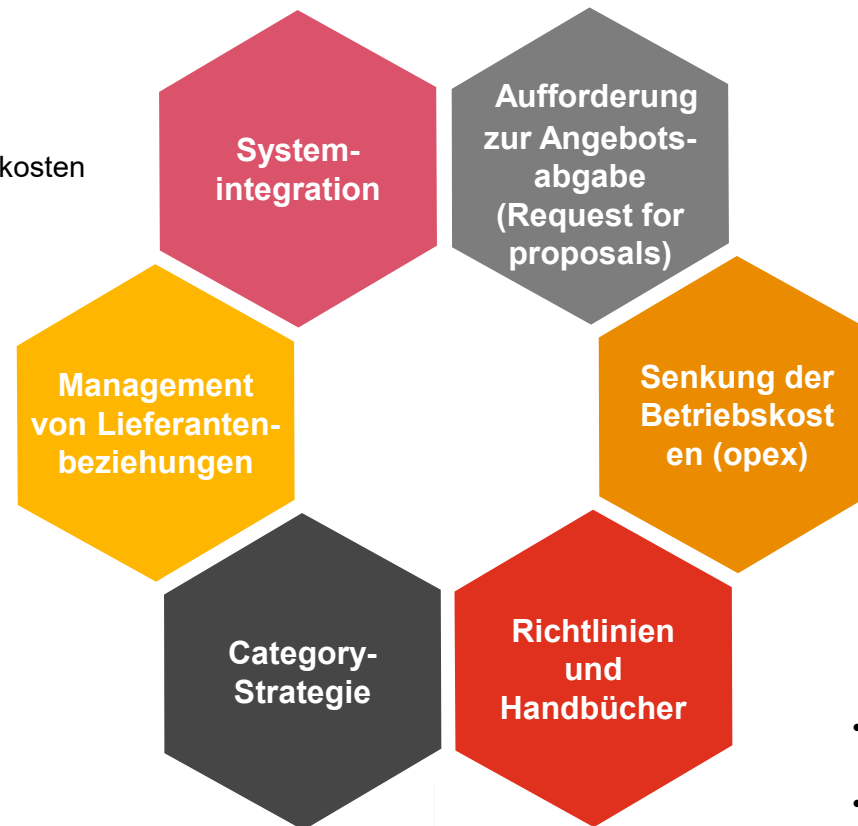 kosten
System-
integration
Aufforderung
zur Angebots-
abgabe
(Request for
proposals)
Management
von Lieferanten-
beziehungen
Senkung der
Betriebskost
en (opex)
Category-
Strategie
Richtlinien
und
Handbücher
•
•